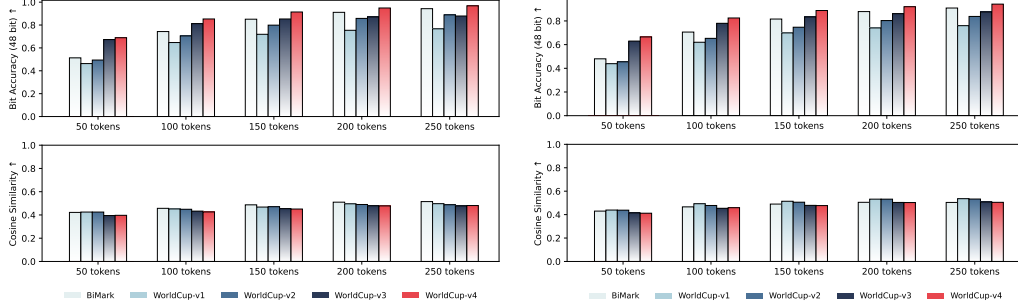 Bit Accuracy (48 bit) ↑
1.0
0.8
0.6
0.4
0.2
0.0
50 tokens 100 tokens 150 tokens 200 tokens 250 tokens
Cosine Similarity ↑
1.0
0.8
0.6
0.4
0.2
0.0
50 tokens 100 tokens 150 tokens 200 tokens 250 tokens
BiMark WorldCup-v1 WorldCup-v2 WorldCup-v3 WorldCup-v4
Bit Accuracy (48 bit) ↑
0.8
0.6
0.4
0.2
0.0
50 tokens 100 tokens 150 tokens 200 tokens 250 tokens
Cosine Similarity ↑
1.0
0.8
0.6
0.4
0.2
0.0
50 tokens 100 tokens 150 tokens 200 tokens 250 tokens
BiMark WorldCup-v1 WorldCup-v2 WorldCup-v3 WorldCup-v4